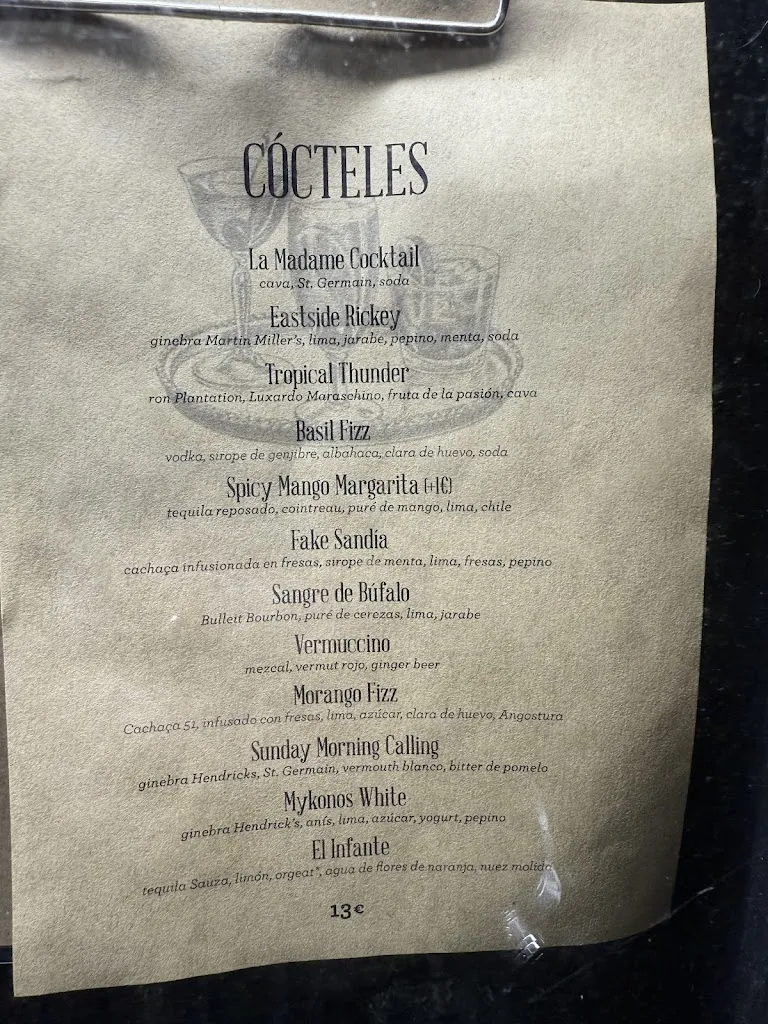 CÓCTELES
La Madame Cocktail
cava, St. Germain, soda
Eastside Rickey
ginebra Martin Miller's, lima, jarabe, pepino, menta, soda
Tropical Thunder
ron Plantation, Luxardo Maraschino, fruta de la pasión, cava
Basil Fizz
vodka, sirope de genjibre, albahaca, clara de huevo, soda
Spicy Mango Margarita (+1€)
tequila reposado, cointreau, puré de mango, lima, chile
Fake Sandía
cachaça infusionada en fresas, sirope de menta, lima, fresas, pepino
Sangre de Búfalo
Bulleit Bourbon, puré de cerezas, lima, jarabe
Vermuccino
mezcal, vermut rojo, ginger beer
Morango Fizz
Cachaça 51, infusado con fresas, lima, azúcar, clara de huevo, Angostura
Sunday Morning Calling
ginebra Hendricks, St. Germain, vermouth blanco, bitter de pomelo
Mykonos White
ginebra Hendrick's, anís, lima, azúcar, yogurt, pepino
El Infante
tequila Sauza, limón, orgeat*, agua de flores de naranja, nuez molida
13€